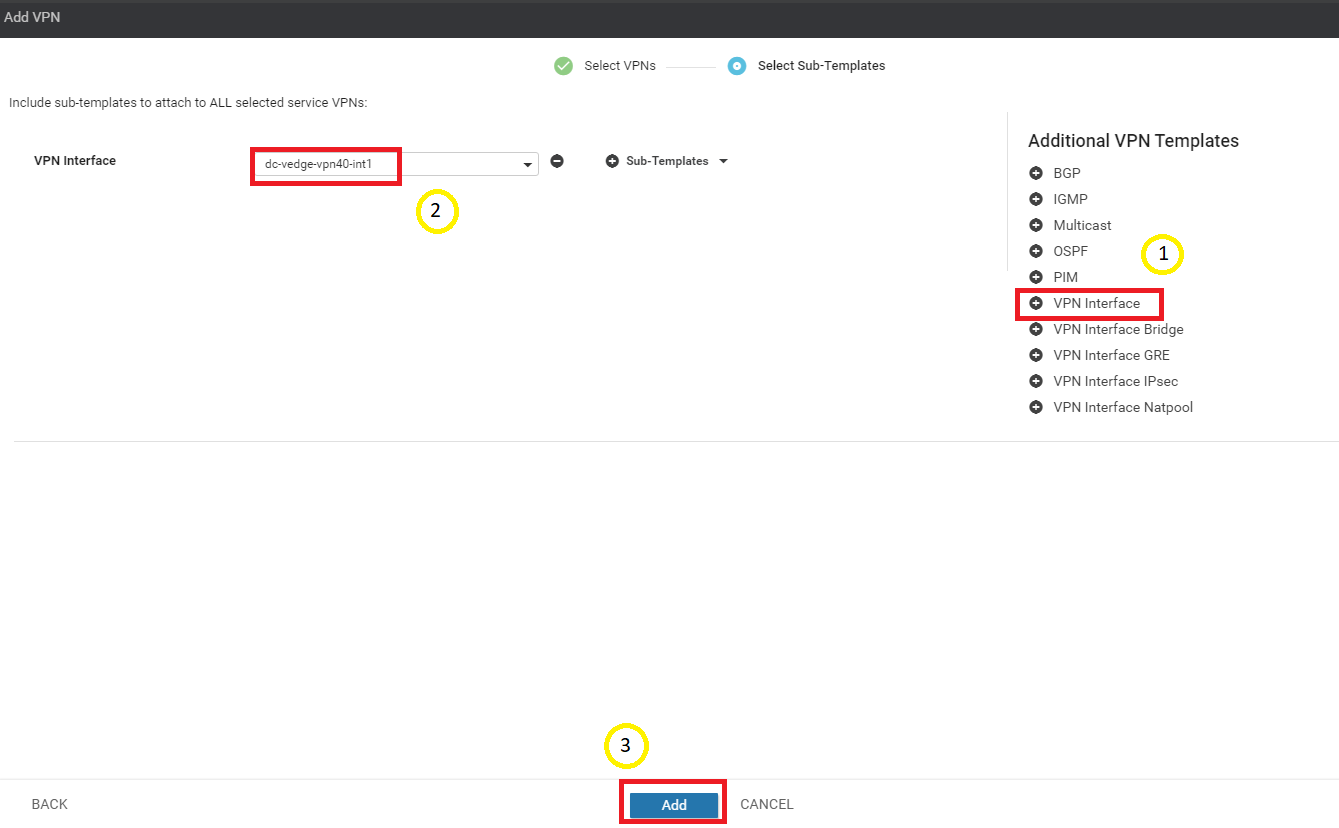 Add VPN
Select VPNs
Select Sub-Templates
Include sub-templates to attach to ALL selected service VPNs:
VPN Interface
dc-vedge-vpn40-int1
Sub-Templates
2
Additional VPN Templates
BGP
IGMP
Multicast
OSPF
1
PIM
VPN Interface
VPN Interface Bridge
VPN Interface GRE
VPN Interface IPsec
VPN Interface Natpool
3
BACK
Add
CANCEL